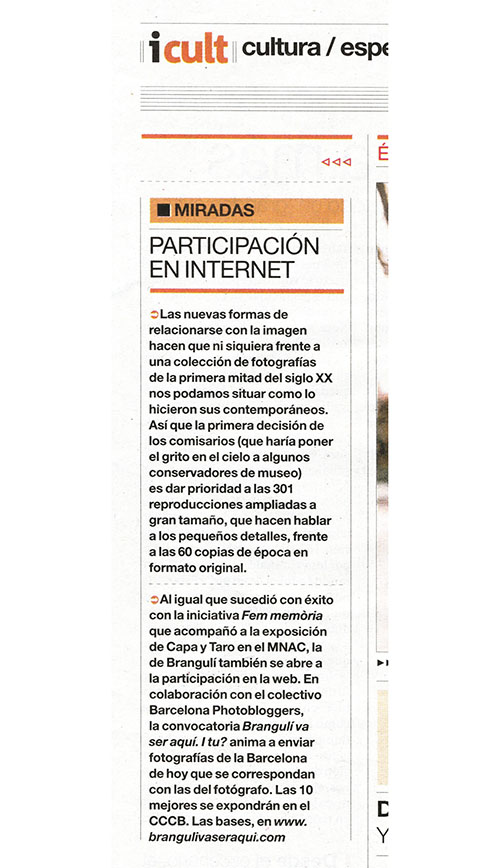 icult cultura / espe
MIRADAS
PARTICIPACIÓN
EN INTERNET
Las nuevas formas de
relacionarse con la imagen
hacen que ni siquiera frente a
una colección de fotografías
de la primera mitad del siglo XX
nos podamos situar como lo
hicieron sus contemporáneos.
Así que la primera decisión de
los comisarios (que haría poner
el grito en el cielo a algunos
conservadores de museo)
es dar prioridad a las 301
reproducciones ampliadas a
gran tamaño, que hacen hablar
a los pequeños detalles, frente
a las 60 copias de época en
formato original.
Al igual que sucedió con éxito
con la iniciativa Fem memòria
que acompañó a la exposición
de Capa y Taro en el MNAC, la
de Brangulí también se abre a
la participación en la web. En
colaboración con el colectivo
Barcelona Photobloggers,
la convocatoria Brangulí va
ser aquí. I tu? anima a enviar
fotografías de la Barcelona
de hoy que se correspondan
con las del fotógrafo. Las 10
mejores se expondrán en el
CCCB. Las bases, en www.
brangulivaseraqui.com
É
D
Y